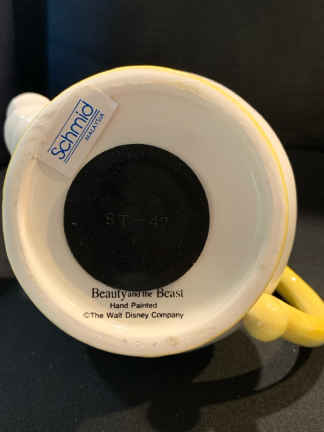 Schmid
MALAYSIA
Beauty and the Beast
Hand Painted
©The Walt Disney Company